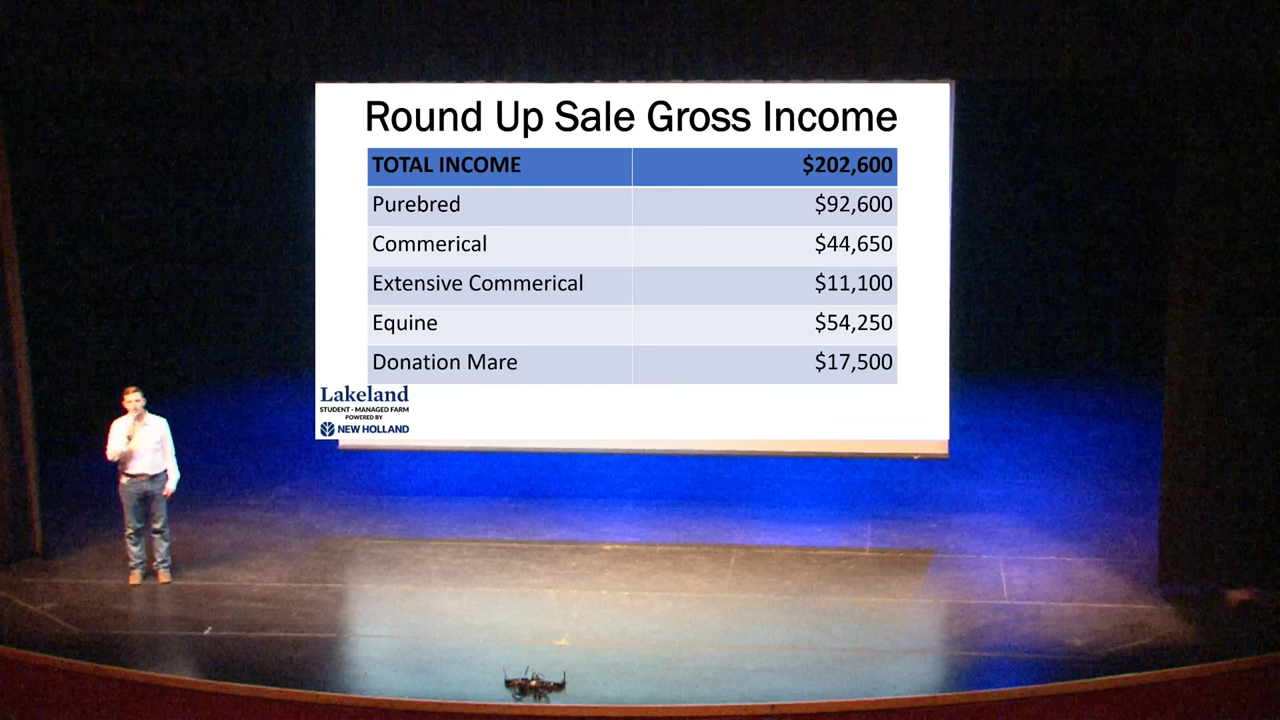 Round Up Sale Gross Income
TOTAL INCOME $202,600
Purebred $92,600
Commerical $44,650
Extensive Commerical $11,100
Equine $54,250
Donation Mare $17,500
Lakeland
STUDENT - MANAGED FARM
POWERED BY
NEW HOLLAND